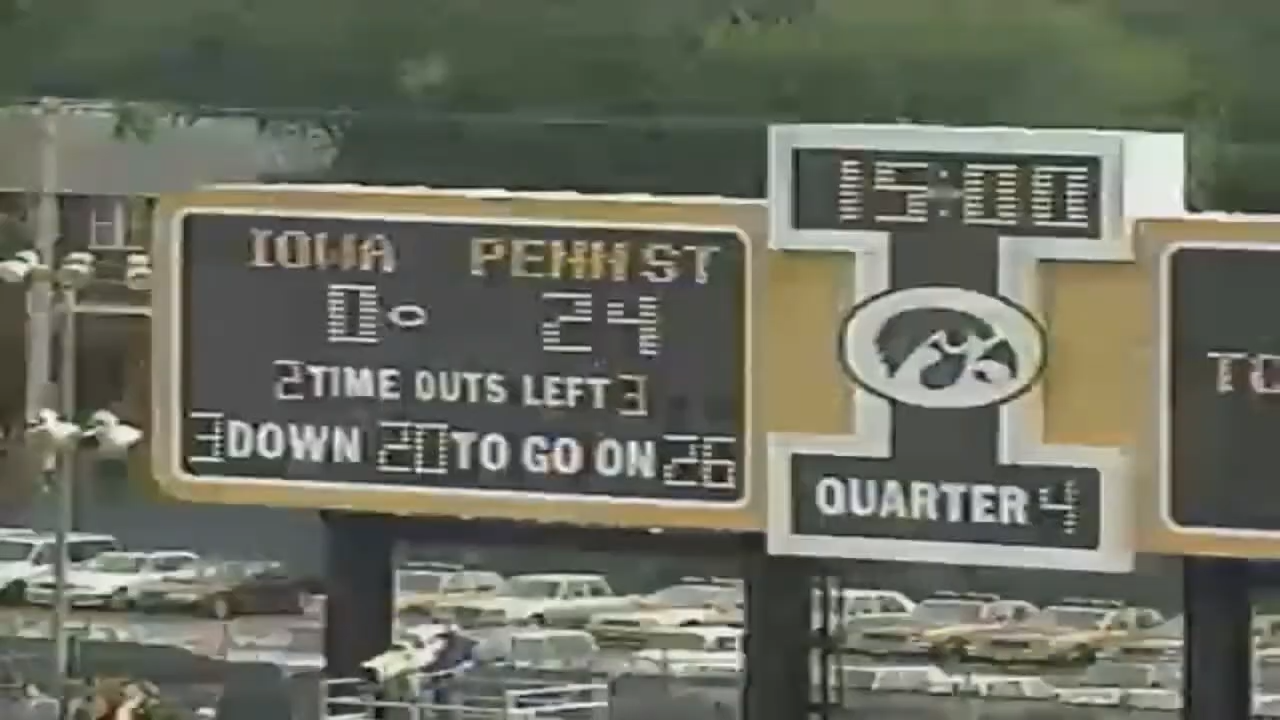 15:00
IOWA PENN ST
0 24
2 TIME OUTS LEFT 3
3 DOWN 20 TO GO ON 26
QUARTER 4